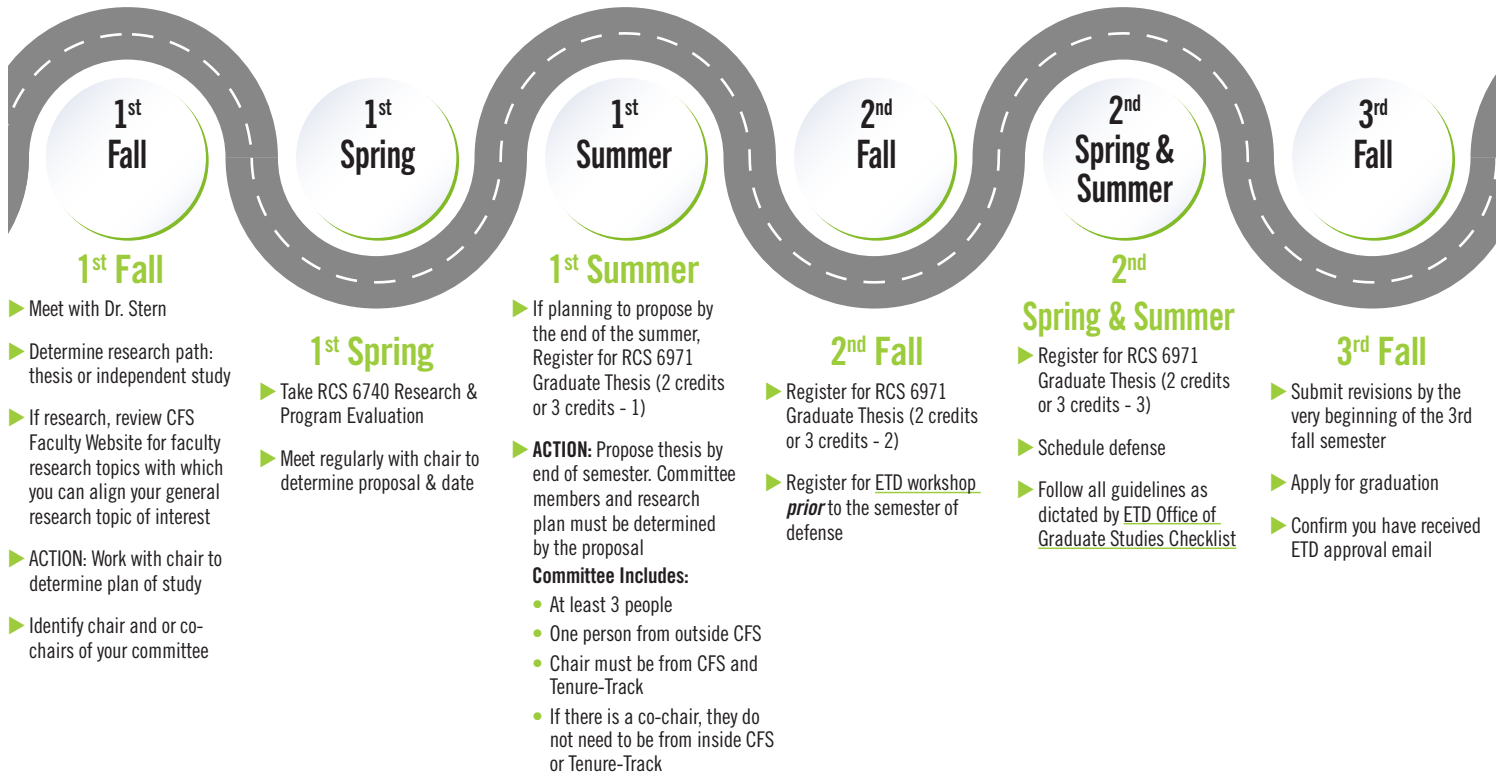 1st
Fall
1st
Spring
1st
Summer
2nd
Fall
2nd
Spring &
Summer
3rd
Fall
1st Fall
Meet with Dr. Stern
Determine research path:
thesis or independent study
If research, review CFS
Faculty Website for faculty
research topics with which
you can align your general
research topic of interest
ACTION: Work with chair to
determine plan of study
Identify chair and or co-
chairs of your committee
1st Spring
Take RCS 6740 Research &
Program Evaluation
Meet regularly with chair to
determine proposal & date
1st Summer
If planning to propose by
the end of the summer,
Register for RCS 6971
Graduate Thesis (2 credits
or 3 credits - 1)
ACTION: Propose thesis by
end of semester. Committee
members and research
plan must be determined
by the proposal
Committee Includes:
At least 3 people
One person from outside CFS
Chair must be from CFS and
Tenure-Track
If there is a co-chair, they do
not need to be from inside CFS
or Tenure-Track
2nd Fall
Register for RCS 6971
Graduate Thesis (2 credits
or 3 credits - 2)
Register for ETD workshop
prior to the semester of
defense
2nd
Spring & Summer
Register for RCS 6971
Graduate Thesis (2 credits
or 3 credits - 3)
Schedule defense
Follow all guidelines as
dictated by ETD Office of
Graduate Studies Checklist
3rd Fall
Submit revisions by the
very beginning of the 3rd
fall semester
Apply for graduation
Confirm you have received
ETD approval email